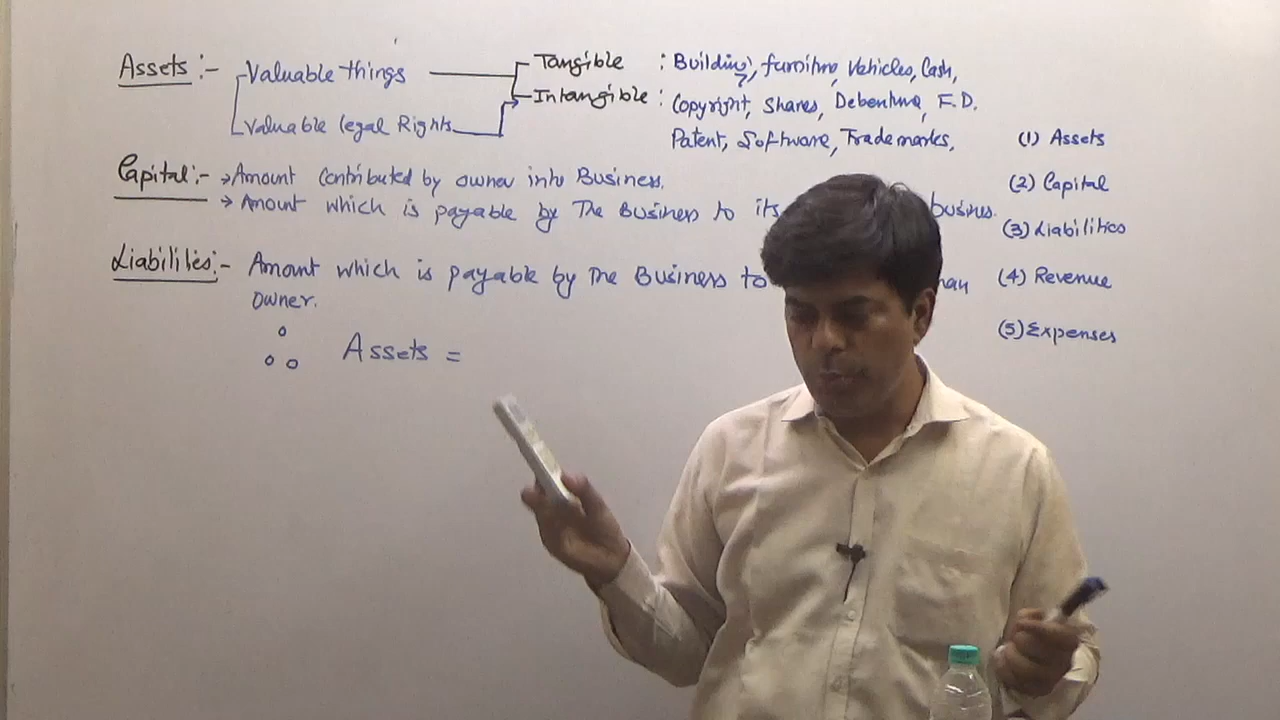 Assets :- Valuable things Tangible : Building, furniture, Vehicles, Cash,
Valuable legal Rights Intangible : Copyright, Shares, Debenture, F.D.
Patent, Software, Trademarks,
Capital :- → Amount Contributed by owner into Business.
→ Amount which is payable by The Business to its busines.
Liabilities :- Amount which is payable by The Business to
owner.
∴ Assets =
(1) Assets
(2) Capital
(3) Liabilities
(4) Revenue
(5) Expenses